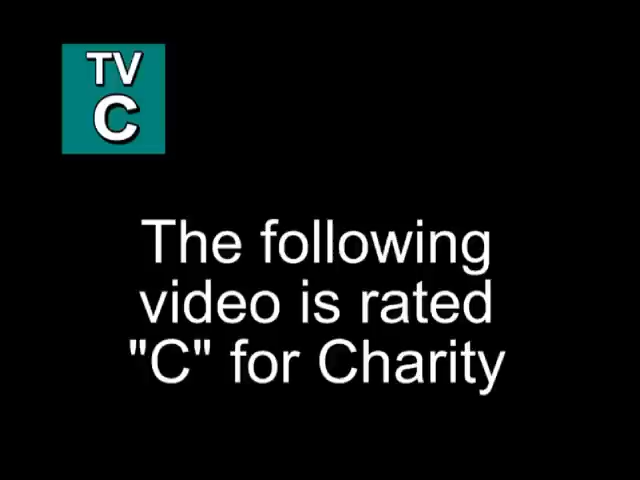 TV
C
The following
video is rated
"C" for Charity